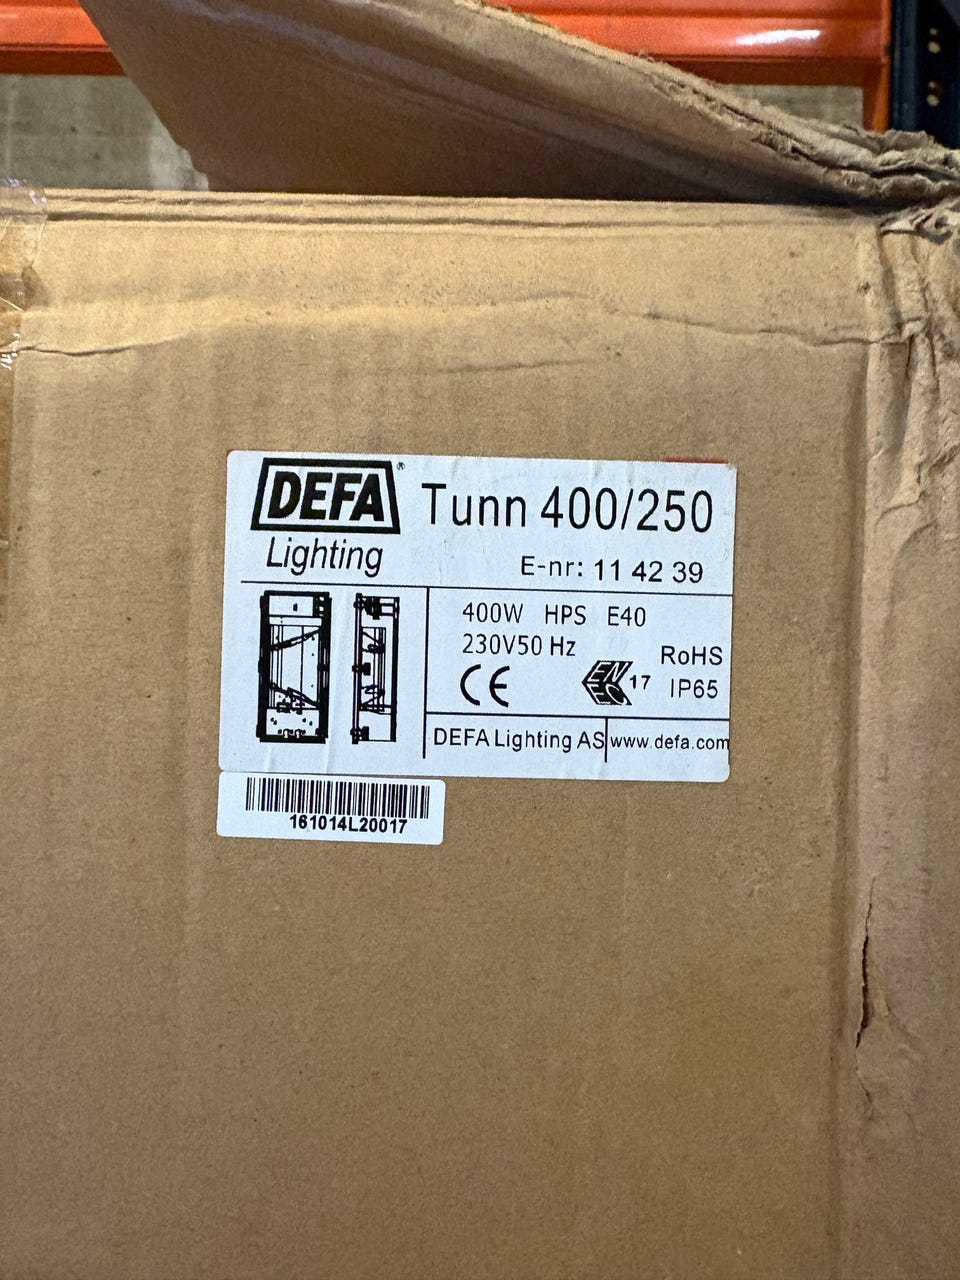 DEFA® Tunn 400/250
Lighting
E-nr: 11 42 39
400W HPS E40
230V50 Hz
RoHS
CE
ENEC 17
IP65
DEFA Lighting AS
www.defa.com
161014L20017